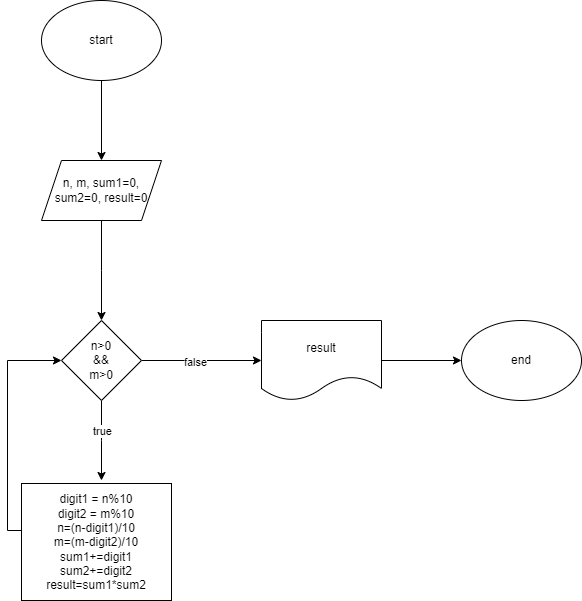 start
n, m, sum1=0,
sum2=0, result=0
n>0
&&
m>0
false
result
end
true
digit1 = n%10
digit2 = m%10
n=(n-digit1)/10
m=(m-digit2)/10
sum1+=digit1
sum2+=digit2
result=sum1*sum2